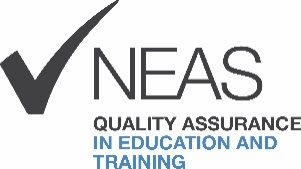 NEAS
QUALITY ASSURANCE
IN EDUCATION AND
TRAINING